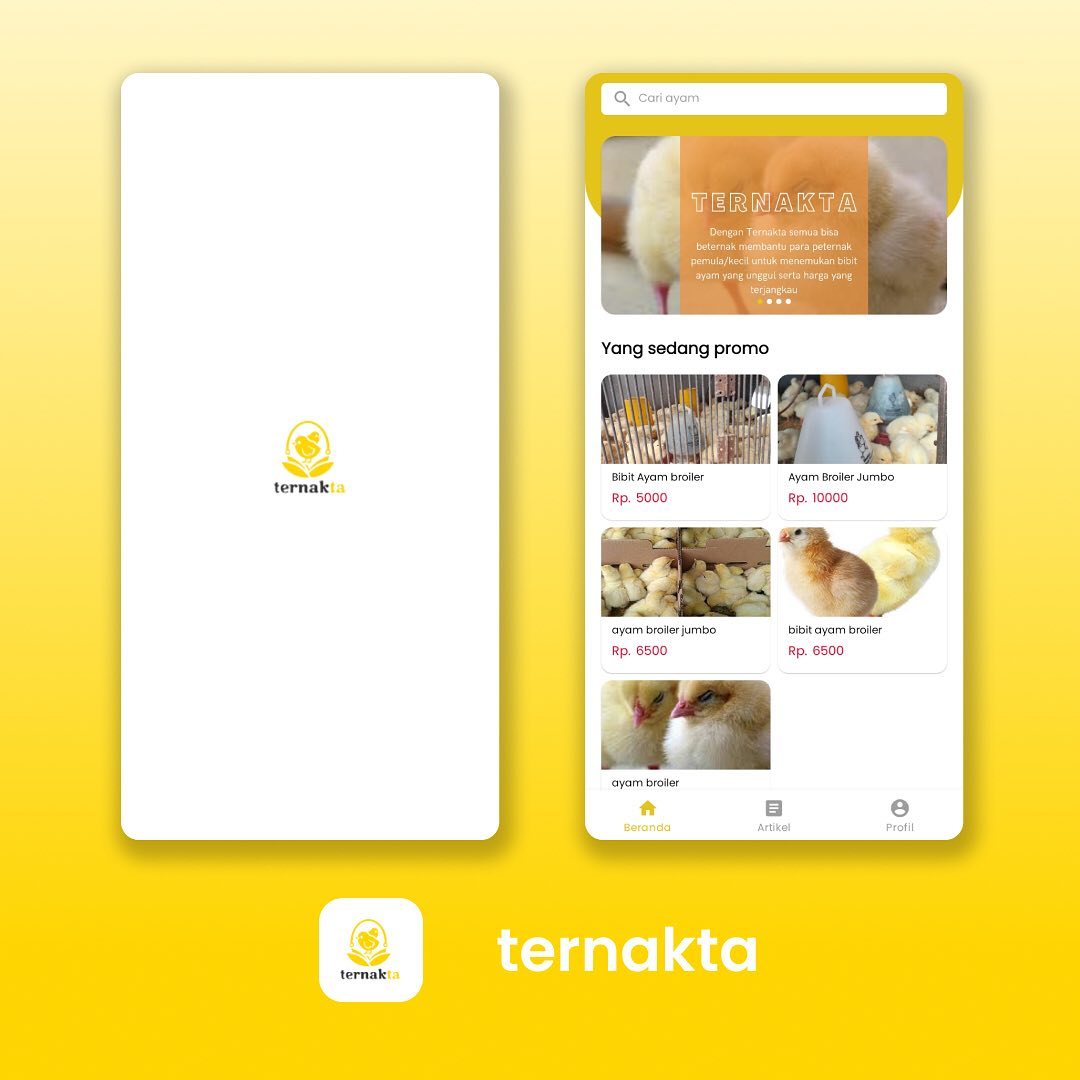 ternakta
Cari ayam
TERNAKTA
Dengan Ternakta semua bisa
beternak membantu para peternak
pemula/kecil untuk menemukan bibit
ayam yang unggul serta harga yang
terjangkau
Yang sedang promo
Bibit Ayam broiler
Rp. 5000
Ayam Broiler Jumbo
Rp. 10000
ayam broiler jumbo
Rp. 6500
bibit ayam broiler
Rp. 6500
ayam broiler
Beranda
Artikel
Profil
ternakta
ternakta